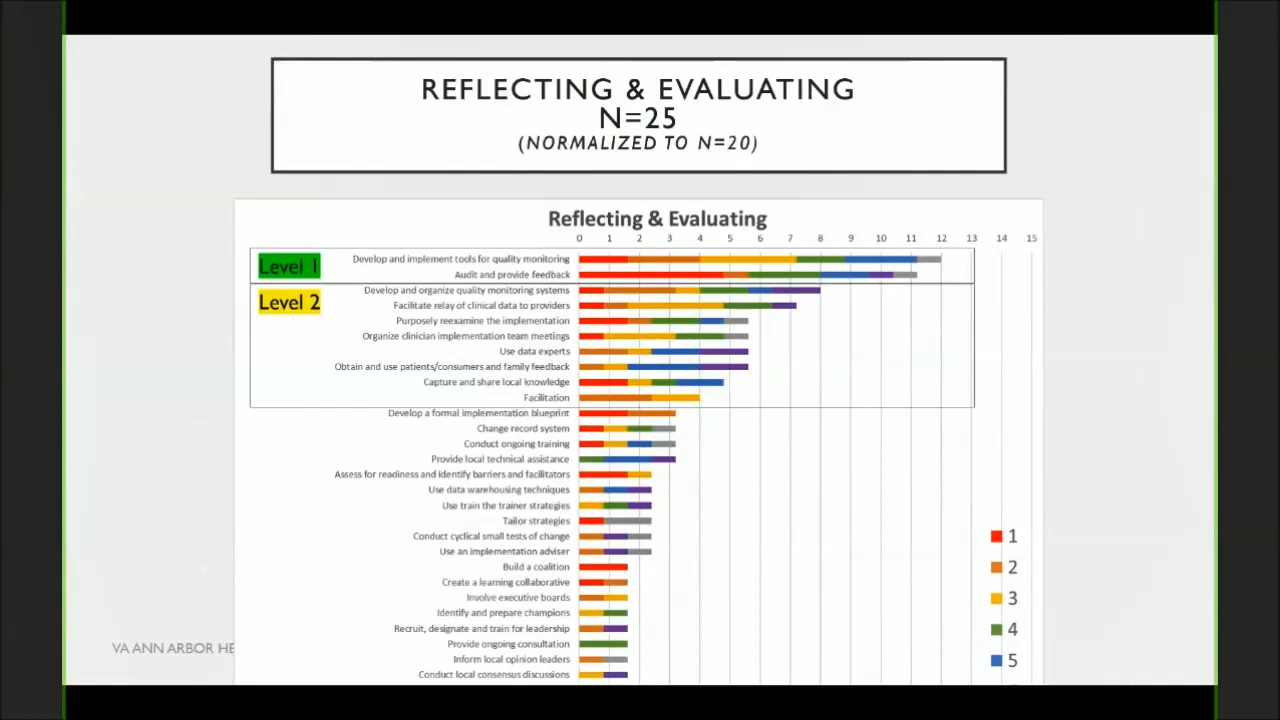 REFLECTING & EVALUATING
N=25
(NORMALIZED TO N=20)
Reflecting & Evaluating
0 1 2 3 4 5 6 7 8 9 10 11 12 13 14 15
Level 1
Develop and implement tools for quality monitoring
Audit and provide feedback
Level 2
Develop and organize quality monitoring systems
Facilitate relay of clinical data to providers
Purposely reexamine the implementation
Organize clinician implementation team meetings
Use data experts
Obtain and use patients/consumers and family feedback
Capture and share local knowledge
Facilitation
Develop a formal implementation blueprint
Change record system
Conduct ongoing training
Provide local technical assistance
Assess for readiness and identify barriers and facilitators
Use data warehousing techniques
Use train the trainer strategies
Tailor strategies
Conduct cyclical small tests of change
Use an implementation adviser
Build a coalition
Create a learning collaborative
Involve executive boards
Identify and prepare champions
Recruit, designate and train for leadership
Provide ongoing consultation
Inform local opinion leaders
Conduct local consensus discussions
1
2
3
4
5
VA ANN ARBOR HE